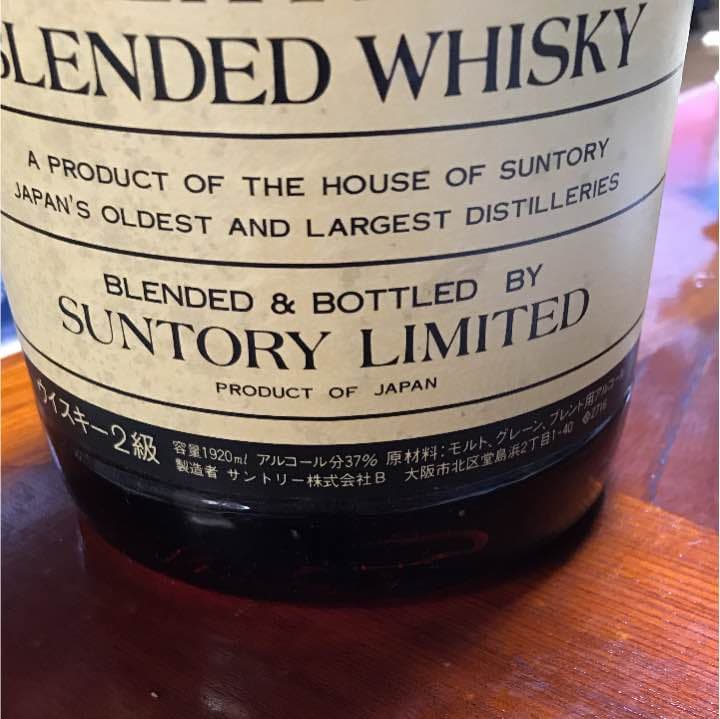 BLENDED WHISKY
A PRODUCT OF THE HOUSE OF SUNTORY
JAPAN'S OLDEST AND LARGEST DISTILLERIES
BLENDED & BOTTLED BY
SUNTORY LIMITED
PRODUCT OF JAPAN
ウイスキー2級
容量1920ml アルコール分37% 原材料:モルト、グレーン、ブレンド用アルコール
製造者 サントリー株式会社B 大阪市北区堂島浜2丁目1-40